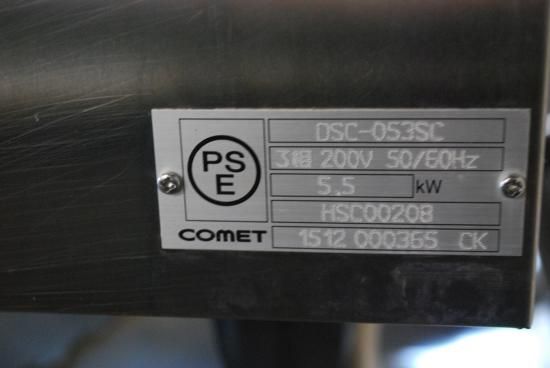 PS
E
DSC-053SC
3相 200V 50/60Hz
5.5 kW
HSC00208
COMET
1512 000365 CK